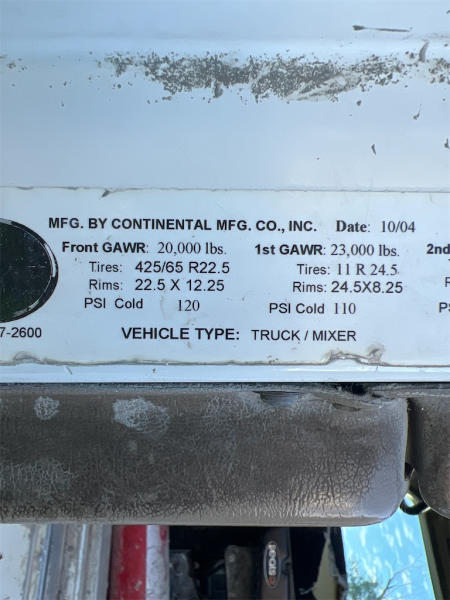 MFG. BY CONTINENTAL MFG. CO., INC. Date: 10/04
Front GAWR: 20,000 lbs. 1st GAWR: 23,000 lbs. 2nd
Tires: 425/65 R22.5 Tires: 11 R 24.5
Rims: 22.5 X 12.25 Rims: 24.5X8.25
PSI Cold 120 PSI Cold 110
7-2600 VEHICLE TYPE: TRUCK / MIXER